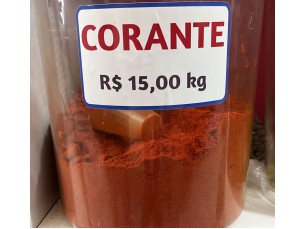 CORANTE
R$ 15,00 kg